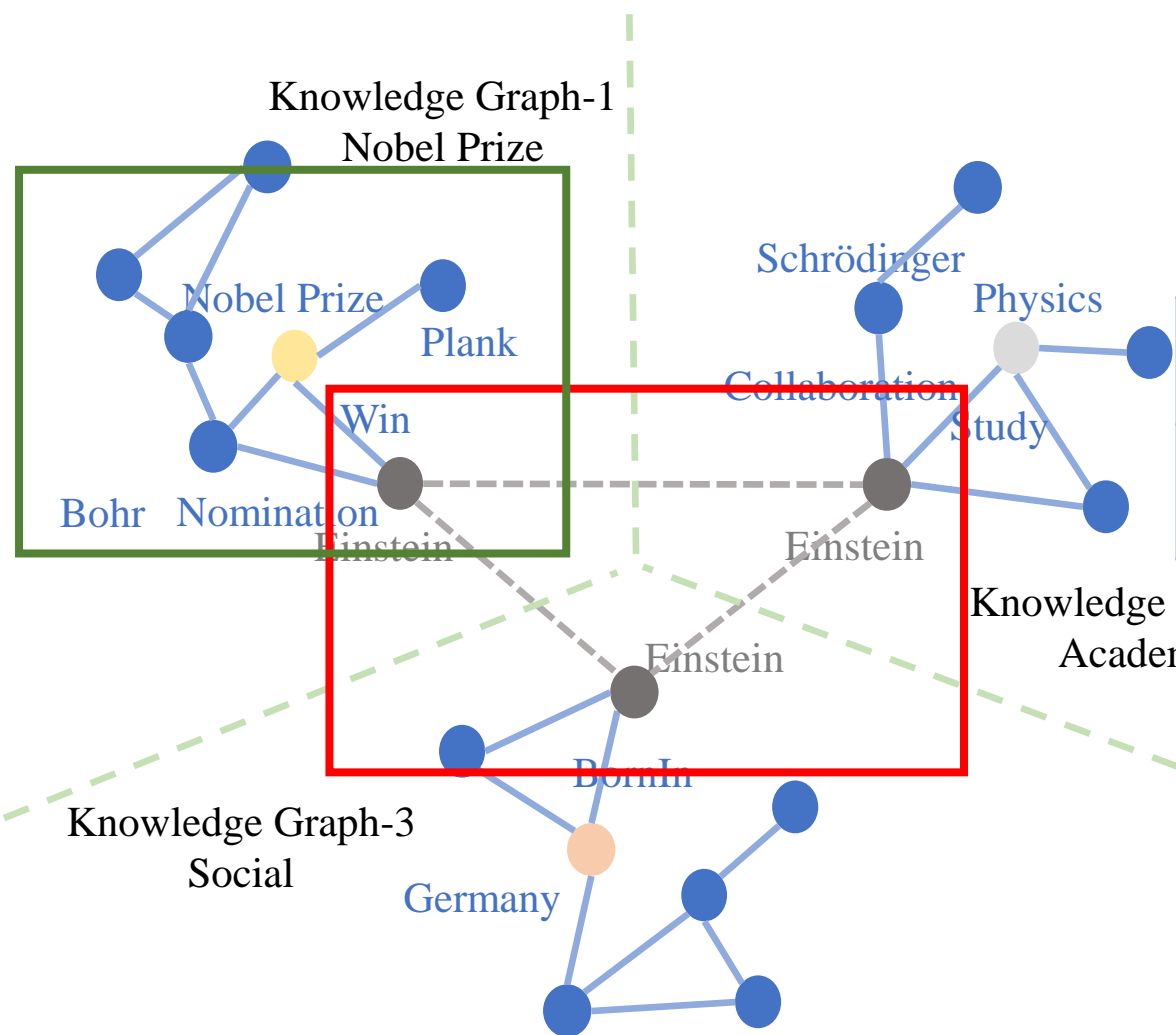 Knowledge Graph-1
Nobel Prize
Nobel Prize
Plank
Win
Bohr
Nomination
Einstein
Schrödinger
Physics
Collaboration
Study
Einstein
Knowledge
Einstein
BornIn
Knowledge Graph-3
Social
Germany